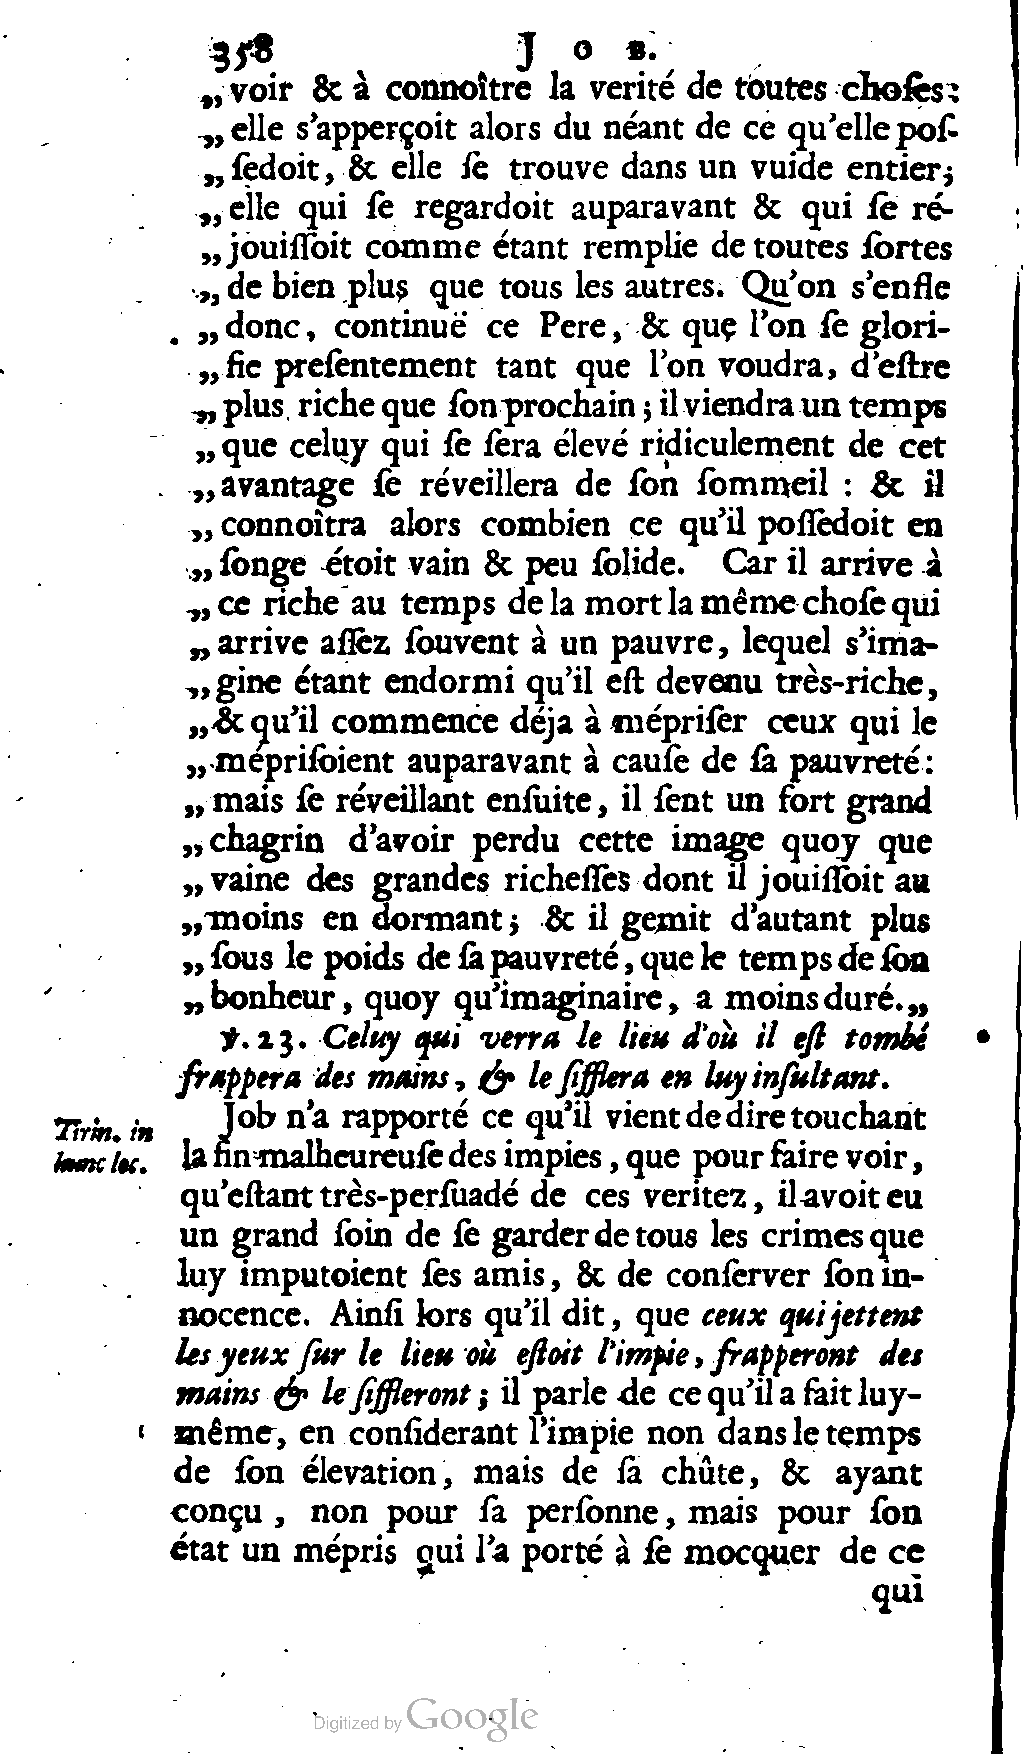 358 J O B.
„ voir & à connoître la verité de toutes choſes:
„ elle s'apperçoit alors du néant de ce qu'elle poſ-
„ ſedoit, & elle ſe trouve dans un vuide entier;
„ elle qui ſe regardoit auparavant & qui ſe ré-
„ jouiſſoit comme étant remplie de toutes ſortes
„ de bien plus que tous les autres. Qu'on s'enfle
„ donc, continuë ce Pere, & que l'on ſe glori-
„ fie preſentement tant que l'on voudra, d'eſtre
„ plus riche que ſon prochain; il viendra un temps
„ que celuy qui ſe ſera élevé ridiculement de cet
„ avantage ſe réveillera de ſon ſommeil : & il
„ connoîtra alors combien ce qu'il poſſedoit en
„ ſonge étoit vain & peu ſolide. Car il arrive à
„ ce riche au temps de la mort la même choſe qui
„ arrive aſſez ſouvent à un pauvre, lequel s'ima-
„ gine étant endormi qu'il eſt devenu très-riche,
„ & qu'il commence déja à mépriſer ceux qui le
„ mépriſoient auparavant à cauſe de ſa pauvreté:
„ mais ſe réveillant enſuite, il ſent un fort grand
„ chagrin d'avoir perdu cette image quoy que
„ vaine des grandes richeſſes dont il jouiſſoit au
„ moins en dormant; & il gemit d'autant plus
„ ſous le poids de ſa pauvreté, que le temps de ſon
„ bonheur, quoy qu'imaginaire, a moins duré.„
℣. 23. Celuy qui verra le lieu d'où il eſt tombé
frappera des mains, & le ſifflera en luy inſultant.
Job n'a rapporté ce qu'il vient de dire touchant
Tirin. in
hunc loc.
la fin malheureuſe des impies, que pour faire voir,
qu'eſtant très-perſuadé de ces veritez, il avoit eu
un grand ſoin de ſe garder de tous les crimes que
luy imputoient ſes amis, & de conſerver ſon in-
nocence. Ainſi lors qu'il dit, que ceux qui jettent
les yeux ſur le lieu où eſtoit l'impie, frapperont des
mains & le ſiffleront; il parle de ce qu'il a fait luy-
même, en conſiderant l'impie non dans le temps
de ſon élevation, mais de ſa chûte, & ayant
conçu, non pour ſa perſonne, mais pour ſon
état un mépris qui l'a porté à ſe mocquer de ce
qui
Digitized by Google